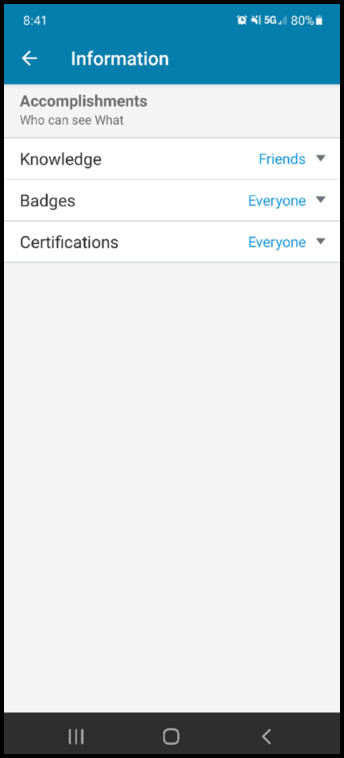 8:41 5G 80%
Information
Accomplishments
Who can see What
Knowledge Friends
Badges Everyone
Certifications Everyone